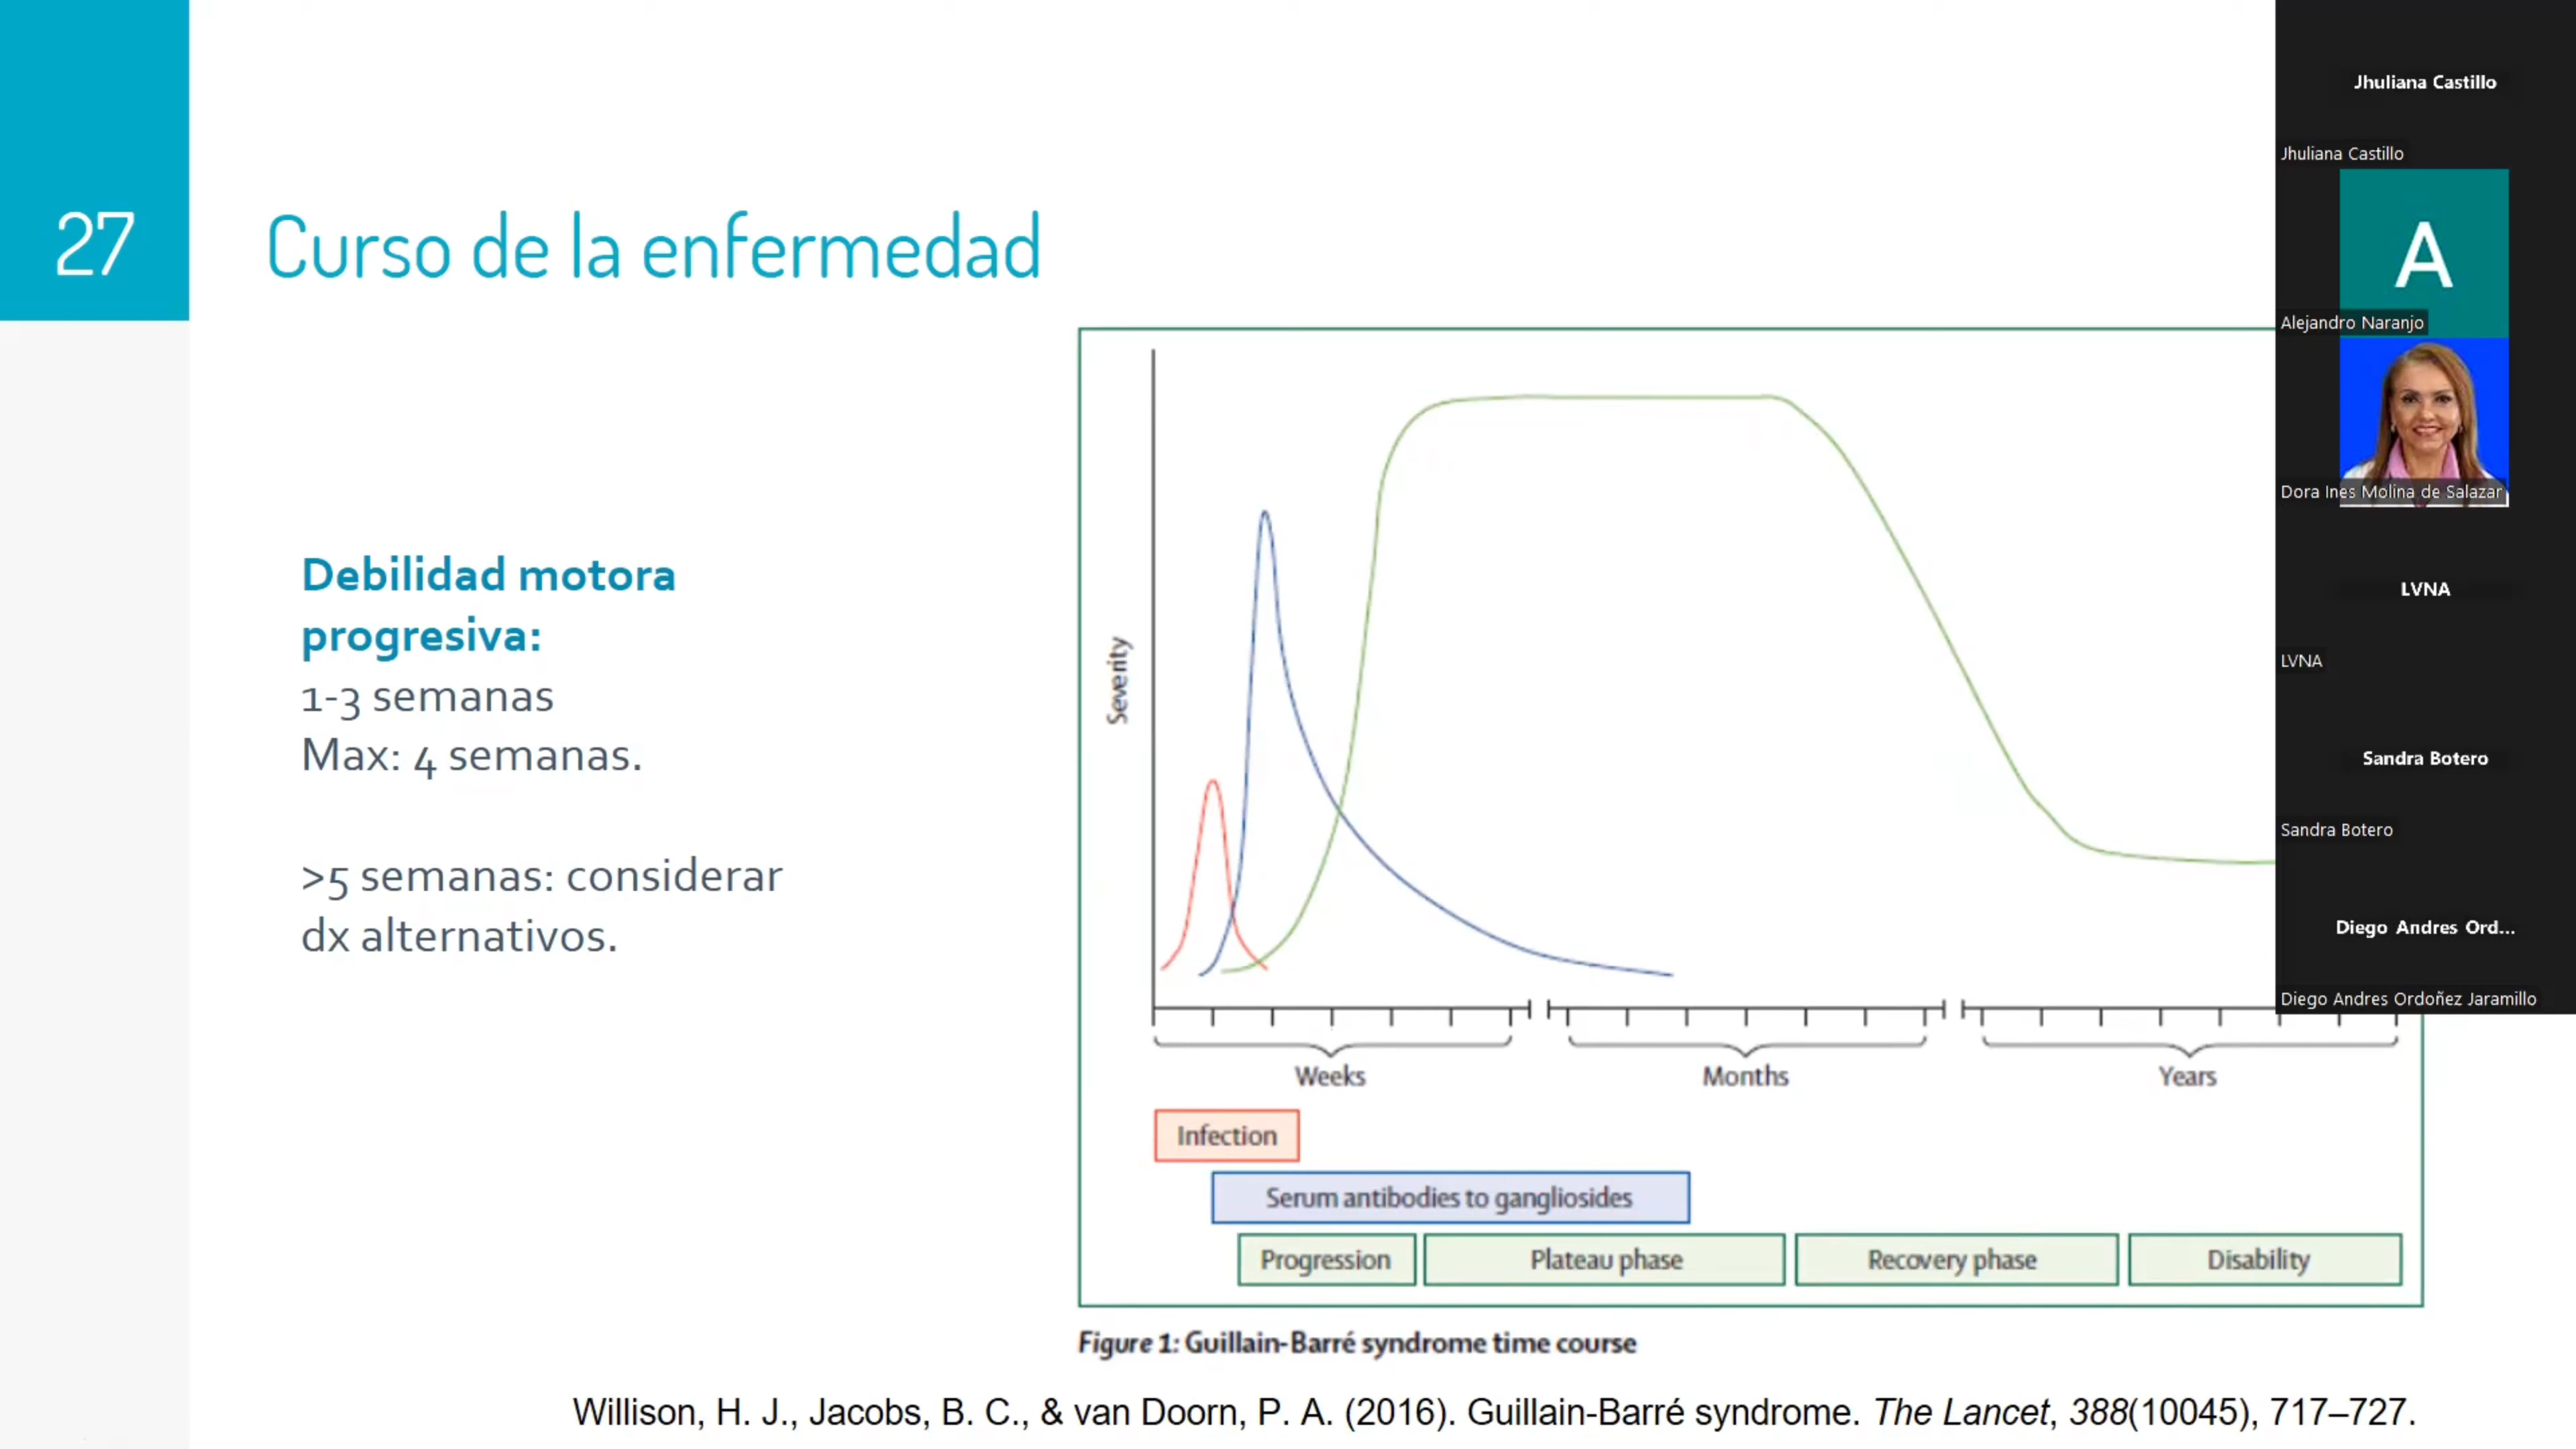 27
Curso de la enfermedad
Debilidad motora
progresiva:
1-3 semanas
Max: 4 semanas.
>5 semanas: considerar
dx alternativos.
Severity
Weeks
Months
Years
Infection
Serum antibodies to gangliosides
Progression
Plateau phase
Recovery phase
Disability
Figure 1: Guillain-Barré syndrome time course
Willison, H. J., Jacobs, B. C., & van Doorn, P. A. (2016). Guillain-Barré syndrome. The Lancet, 388(10045), 717–727.
Jhuliana Castillo
Jhuliana Castillo
A
Alejandro Naranjo
Dora Ines Molina de Salazar
LVNA
LVNA
Sandra Botero
Sandra Botero
Diego Andres Ord...
Diego Andres Ordoñez Jaramillo